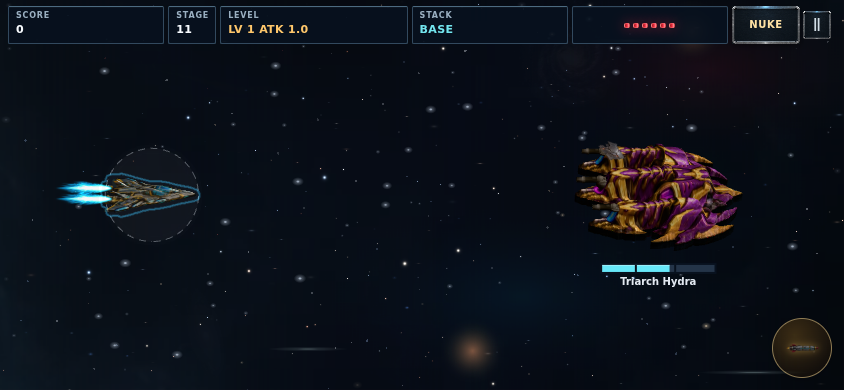 SCORE
0
STAGE
11
LEVEL
LV 1 ATK 1.0
STACK
BASE
NUKE
Triarch Hydra